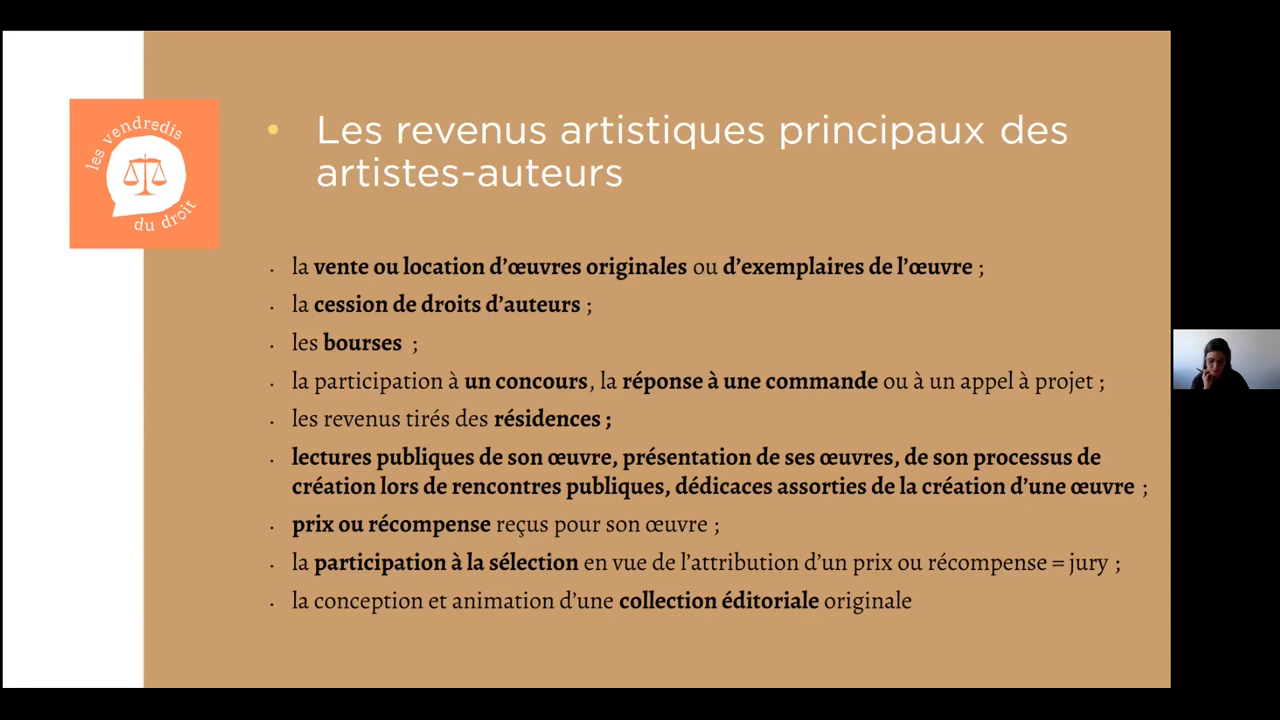 les vendredis
du droit
• Les revenus artistiques principaux des
artistes-auteurs
· la vente ou location d’œuvres originales ou d’exemplaires de l’œuvre ;
· la cession de droits d’auteurs ;
· les bourses ;
· la participation à un concours, la réponse à une commande ou à un appel à projet ;
· les revenus tirés des résidences ;
· lectures publiques de son œuvre, présentation de ses œuvres, de son processus de
création lors de rencontres publiques, dédicaces assorties de la création d’une œuvre ;
· prix ou récompense reçus pour son œuvre ;
· la participation à la sélection en vue de l’attribution d’un prix ou récompense = jury ;
· la conception et animation d’une collection éditoriale originale